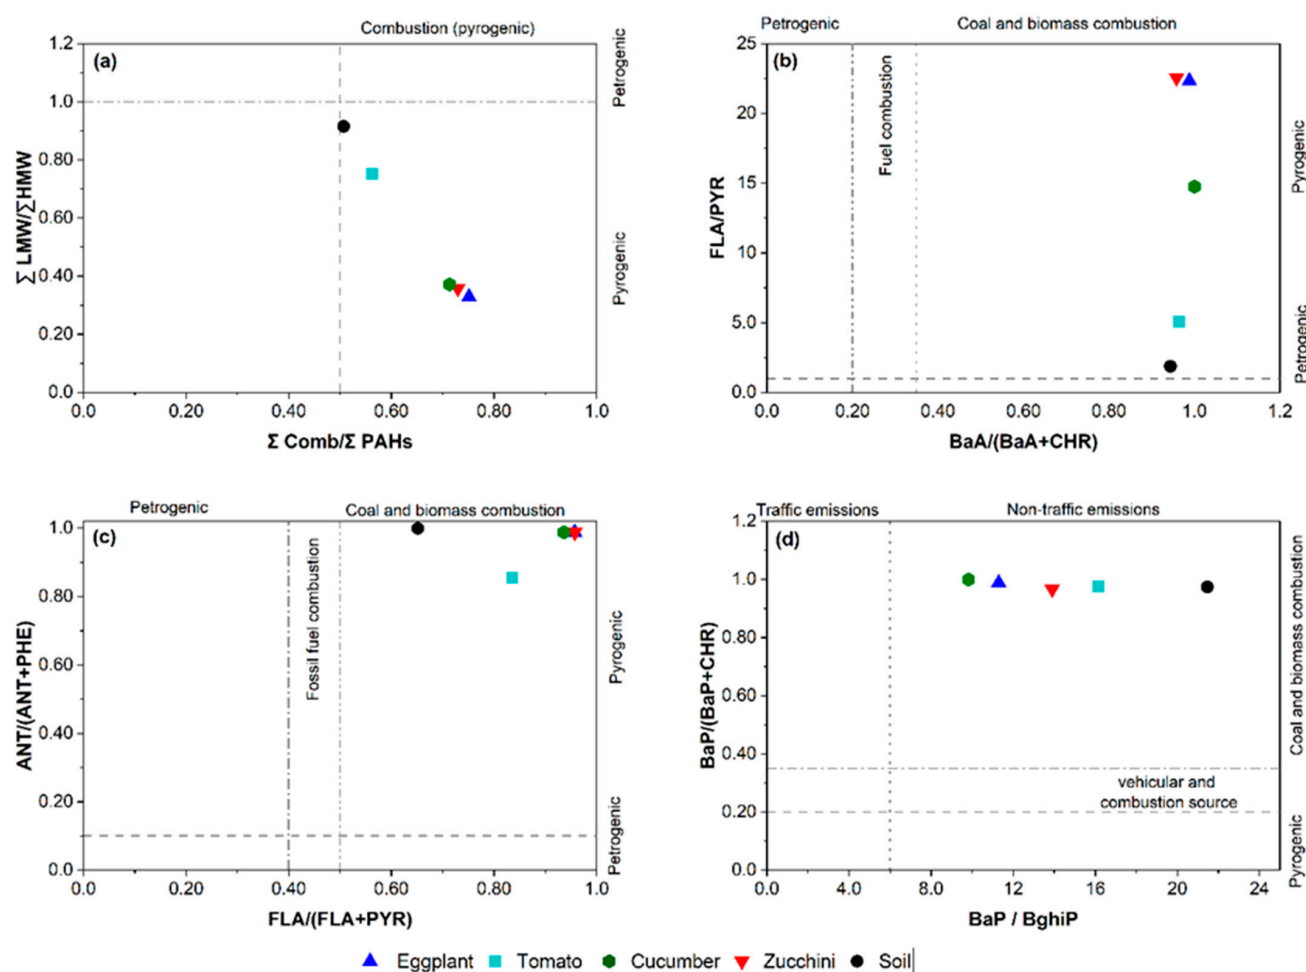 Combustion (pyrogenic)
(a)
1.2
1.0
0.80
0.60
0.40
0.20
0.0
0.0
0.20
0.40
0.60
0.80
1.0
∑ LMW/∑HMW
Σ Comb/Σ PAHs
Petrogenic
Pyrogenic
Petrogenic
Coal and biomass combustion
(b)
Fuel combustion
25
20
15
10
5.0
0.0
0.0
0.20
0.40
0.60
0.80
1.0
1.2
FLA/PYR
BaA/(BaA+CHR)
Pyrogenic
Petrogenic
Petrogenic
Coal and biomass combustion
(c)
Fossil fuel combustion
1.0
0.80
0.60
0.40
0.20
0.0
0.0
0.20
0.40
0.60
0.80
1.0
ANT/(ANT+PHE)
FLA/(FLA+PYR)
Pyrogenic
Petrogenic
Traffic emissions
Non-traffic emissions
(d)
1.2
1.0
0.80
0.60
0.40
0.20
0.0
0.0
4.0
8.0
12
16
20
24
vehicular and
combustion source
BaP/(BaP+CHR)
BaP / BghiP
Coal and biomass combustion
Pyrogenic
Eggplant
Tomato
Cucumber
Zucchini
Soil